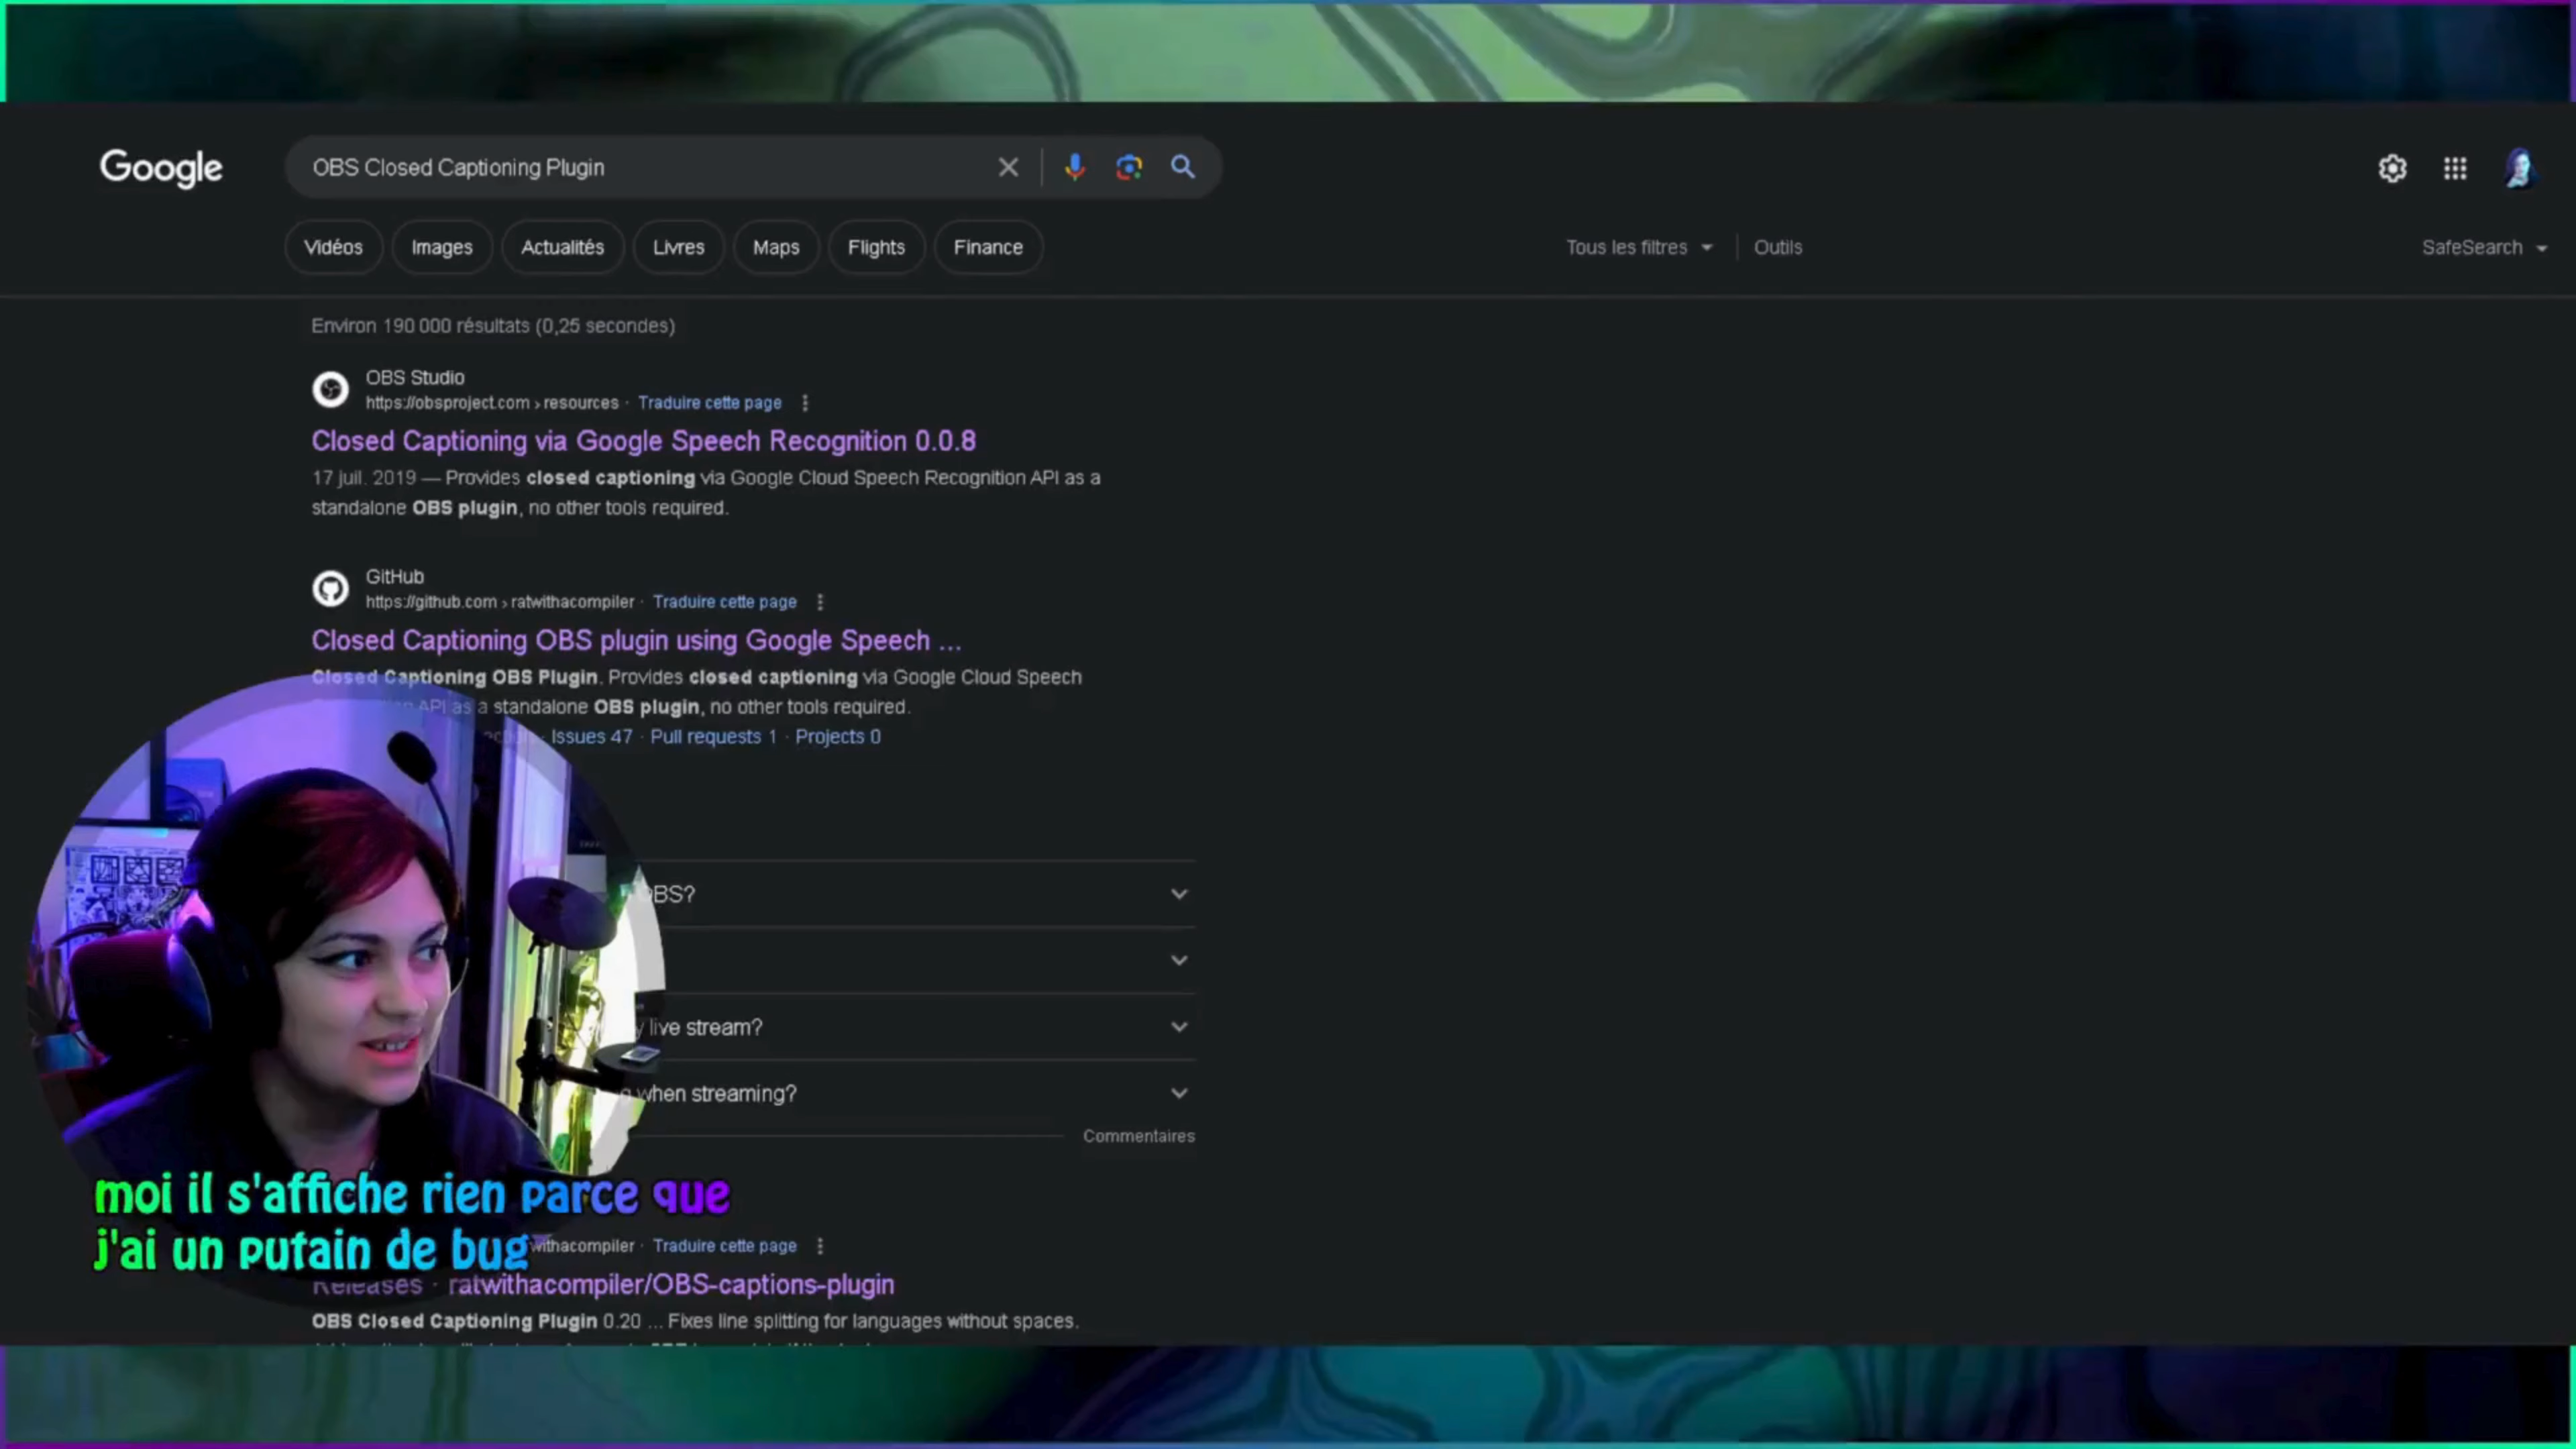 Google
OBS Closed Captioning Plugin
Vidéos
Images
Actualités
Livres
Maps
Flights
Finance
Tous les filtres
Outils
SafeSearch
Environ 190 000 résultats (0,25 secondes)
OBS Studio
https://obsproject.com › resources · Traduire cette page
Closed Captioning via Google Speech Recognition 0.0.8
17 juil. 2019 — Provides closed captioning via Google Cloud Speech Recognition API as a
standalone OBS plugin, no other tools required.
GitHub
https://github.com › ratwithacompiler · Traduire cette page
Closed Captioning OBS plugin using Google Speech ...
Closed Captioning OBS Plugin. Provides closed captioning via Google Cloud Speech
API as a standalone OBS plugin, no other tools required.
Issues 47 · Pull requests 1 · Projects 0
OBS?
live stream?
when streaming?
Commentaires
moi il s'affiche rien parce que
j'ai un putain de bug
withacompiler · Traduire cette page
Releases · ratwithacompiler/OBS-captions-plugin
OBS Closed Captioning Plugin 0.20 ... Fixes line splitting for languages without spaces.